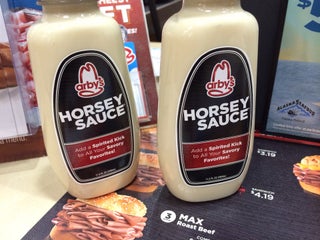 arby's
HORSEY
SAUCE
Add a Spirited Kick
to All Your Savory
Favorites!
arby's
HORSEY
SAUCE
Add a Spirited Kick
to All Your Savory
Favorites!
3.19
4.19
3 MAX
Roast Beef